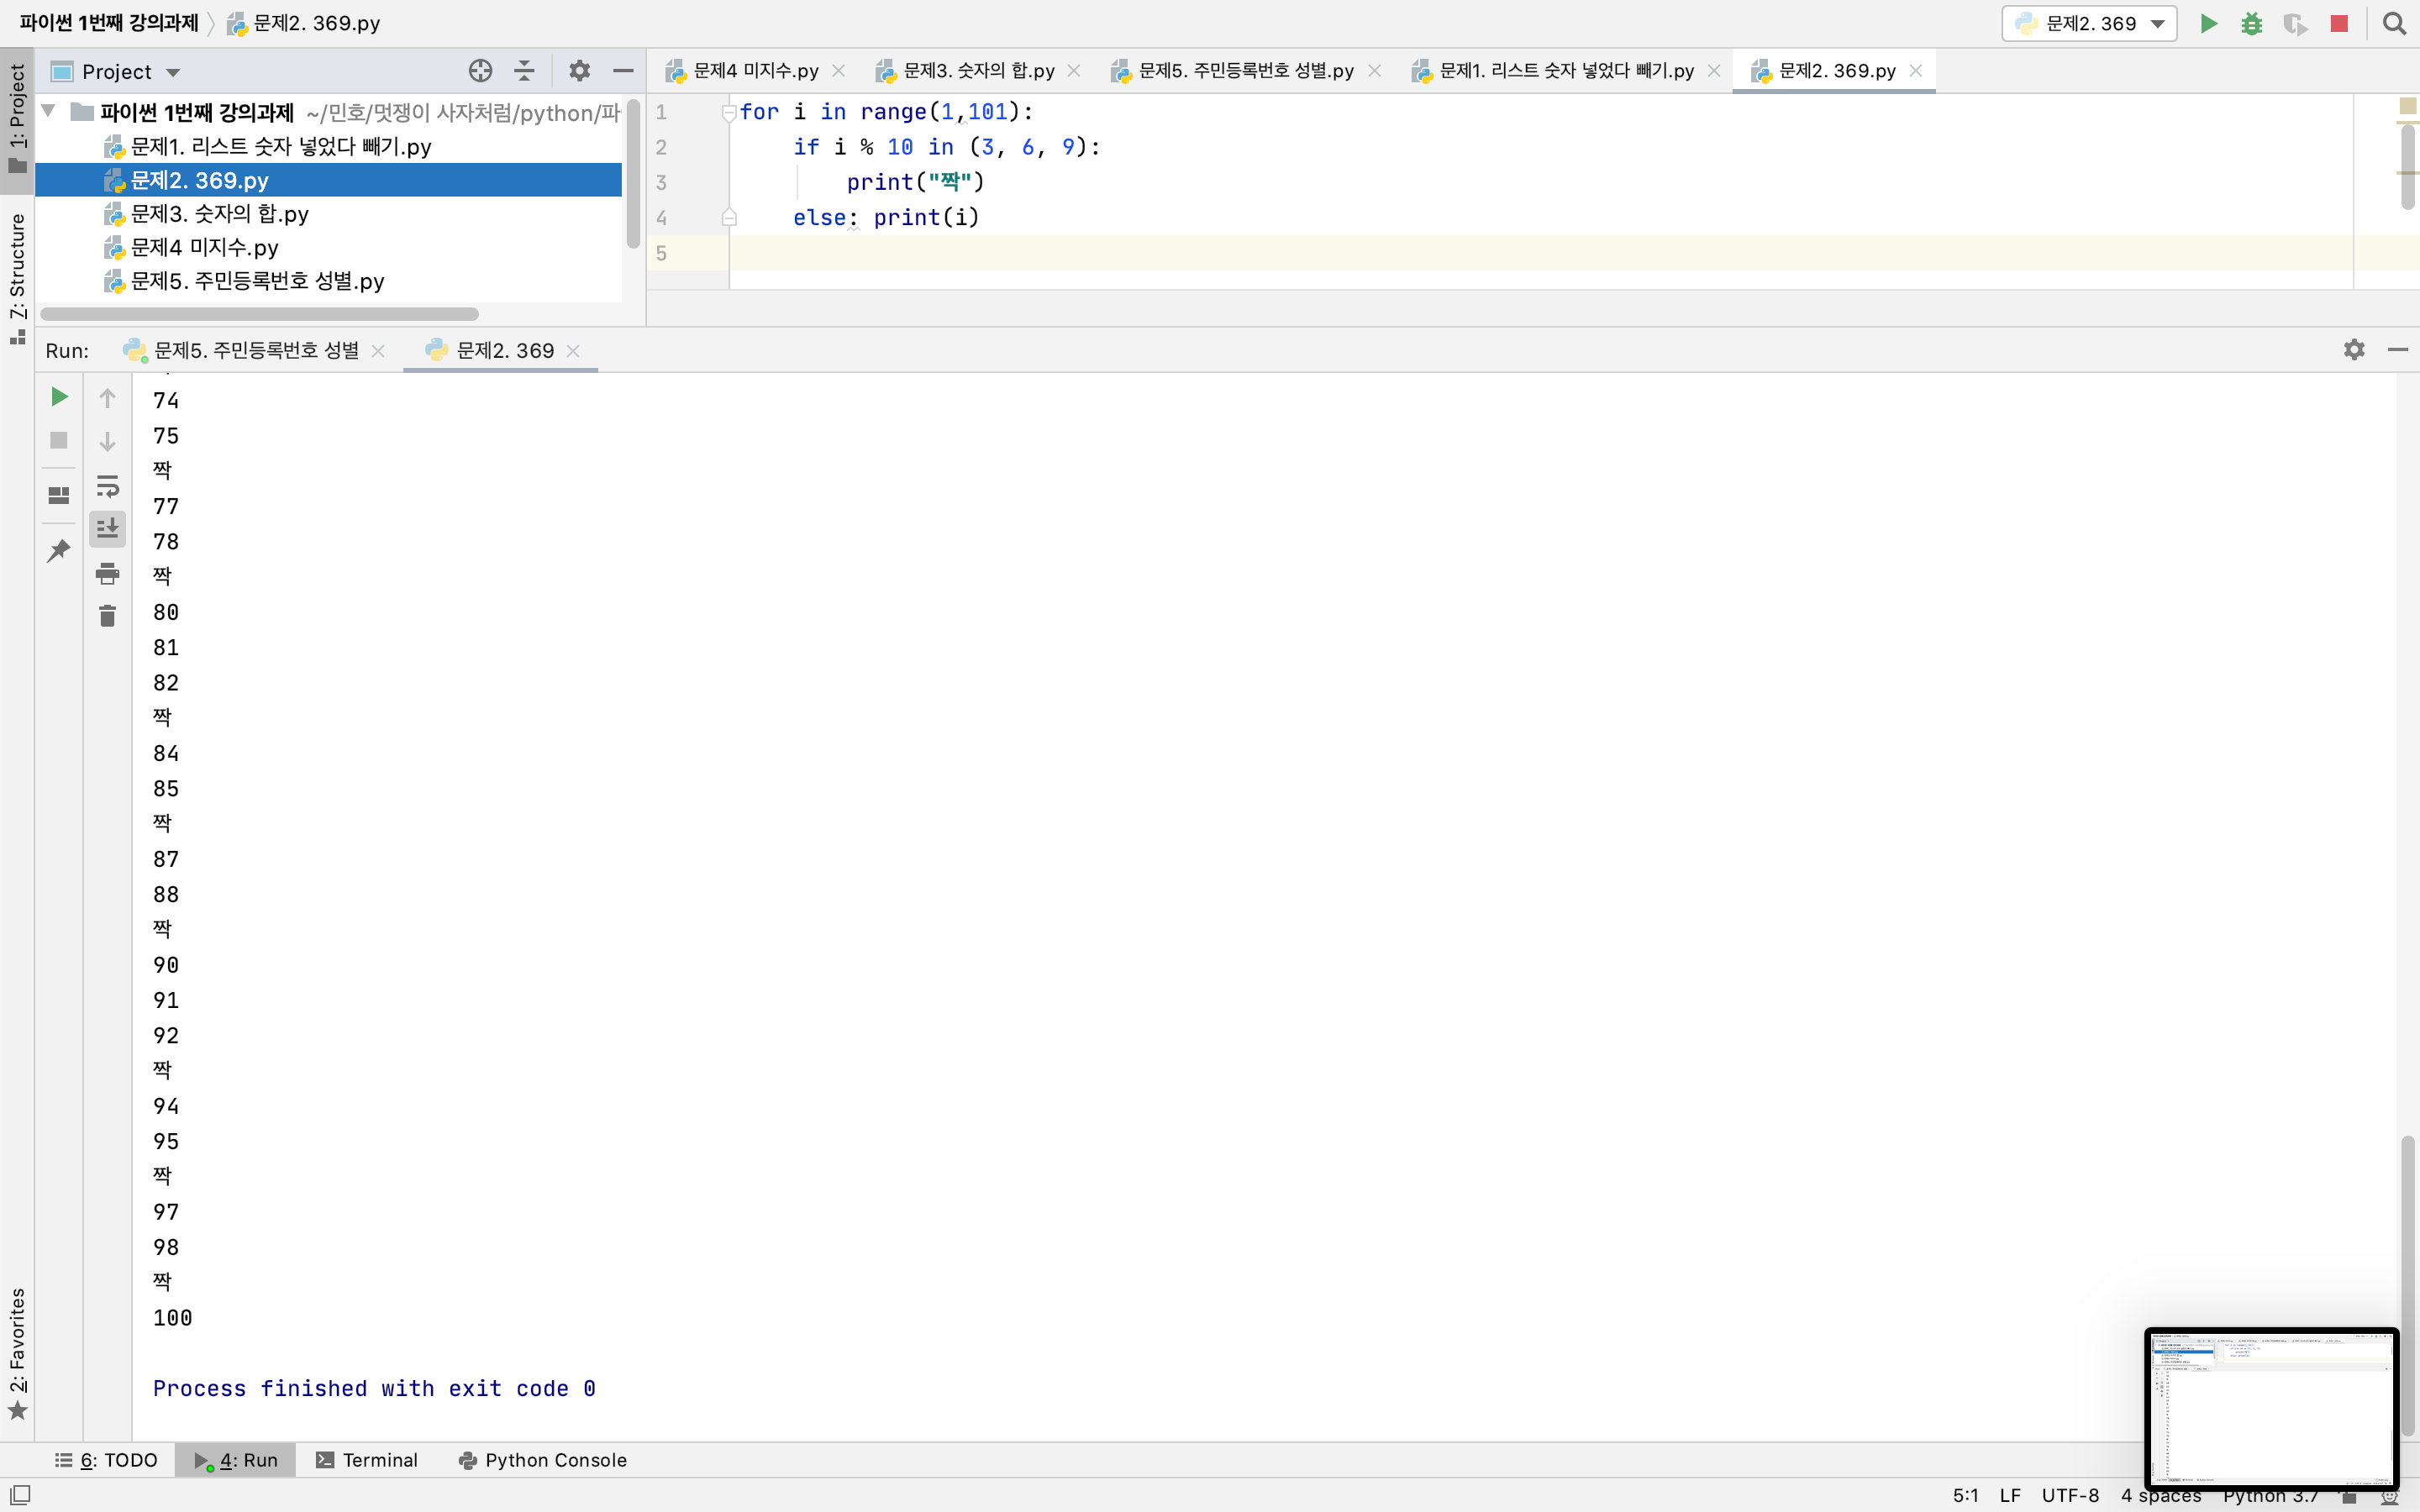 파이썬 1번째 강의과제 문제2. 369.py
문제2. 369
1: Project
7: Structure
2: Favorites
Project
파이썬 1번째 강의과제 ~/민호/멋쟁이 사자처럼/python/파
문제1. 리스트 숫자 넣었다 빼기.py
문제2. 369.py
문제3. 숫자의 합.py
문제4 미지수.py
문제5. 주민등록번호 성별.py
문제4 미지수.py 문제3. 숫자의 합.py 문제5. 주민등록번호 성별.py 문제1. 리스트 숫자 넣었다 빼기.py 문제2. 369.py
1 for i in range(1,101):
2 if i % 10 in (3, 6, 9):
3 print("짝")
4 else: print(i)
5
Run: 문제5. 주민등록번호 성별 문제2. 369
74
75
짝
77
78
짝
80
81
82
짝
84
85
짝
87
88
짝
90
91
92
짝
94
95
짝
97
98
짝
100
Process finished with exit code 0
6: TODO 4: Run Terminal Python Console
5:1 LF UTF-8 4 spaces Python 3.7